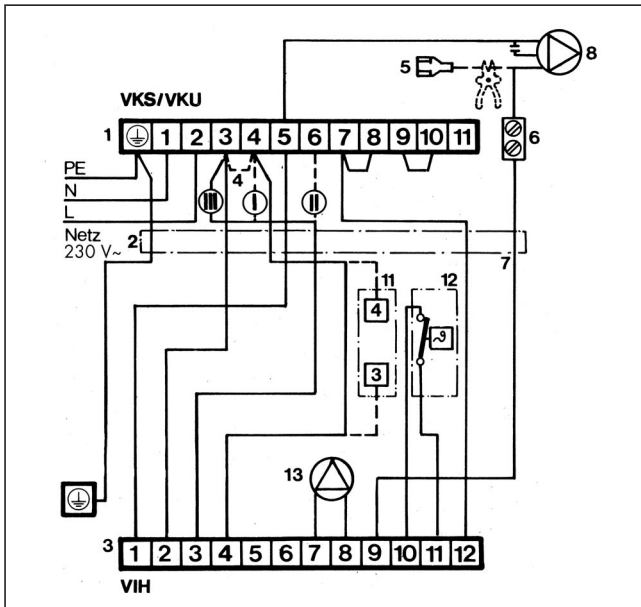 8
5
VKS/VKU
1 1 2 3 4 5 6 7 8 9 10 11
6
PE
4
N
III I II
L
Netz 2
230 V~
7
11 12
4
ϑ
3
13
3 1 2 3 4 5 6 7 8 9 10 11 12
VIH